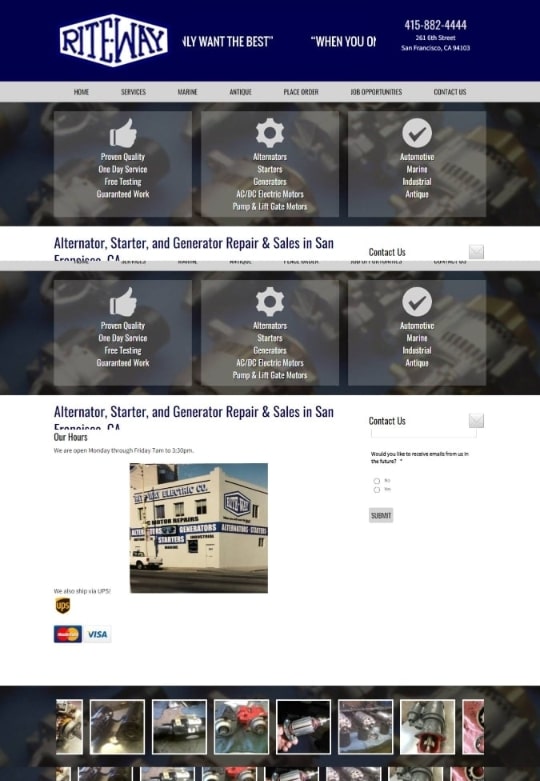 RITEWAY
NLY WANT THE BEST"
"WHEN YOU ON
415-882-4444
261 6th Street
San Francisco, CA 94103
HOME
SERVICES
MARINE
ANTIQUE
PLACE ORDER
JOB OPPORTUNITIES
CONTACT US
Proven Quality
One Day Service
Free Testing
Guaranteed Work
Alternators
Starters
Generators
AC/DC Electric Motors
Pump & Lift Gate Motors
Automotive
Marine
Industrial
Antique
Alternator, Starter, and Generator Repair & Sales in San
Francisco, CA
Contact Us
SERVICES
MARINE
ANTIQUE
PLACE ORDER
JOB OPPORTUNITIES
CONTACT US
Proven Quality
One Day Service
Free Testing
Guaranteed Work
Alternators
Starters
Generators
AC/DC Electric Motors
Pump & Lift Gate Motors
Automotive
Marine
Industrial
Antique
Alternator, Starter, and Generator Repair & Sales in San
Francisco, CA
Contact Us
Our Hours
We are open Monday through Friday 7am to 3:30pm.
Would you like to receive emails from us in
the future? *
No
Yes
SUBMIT
ELECTRIC CO.
RITEWAY
MOTOR REPAIRS
GENERATORS
ALTERNATORS STARTERS
STARTERS
INDUSTRIAL
MARINE
We also ship via UPS!
ups
MasterCard
VISA